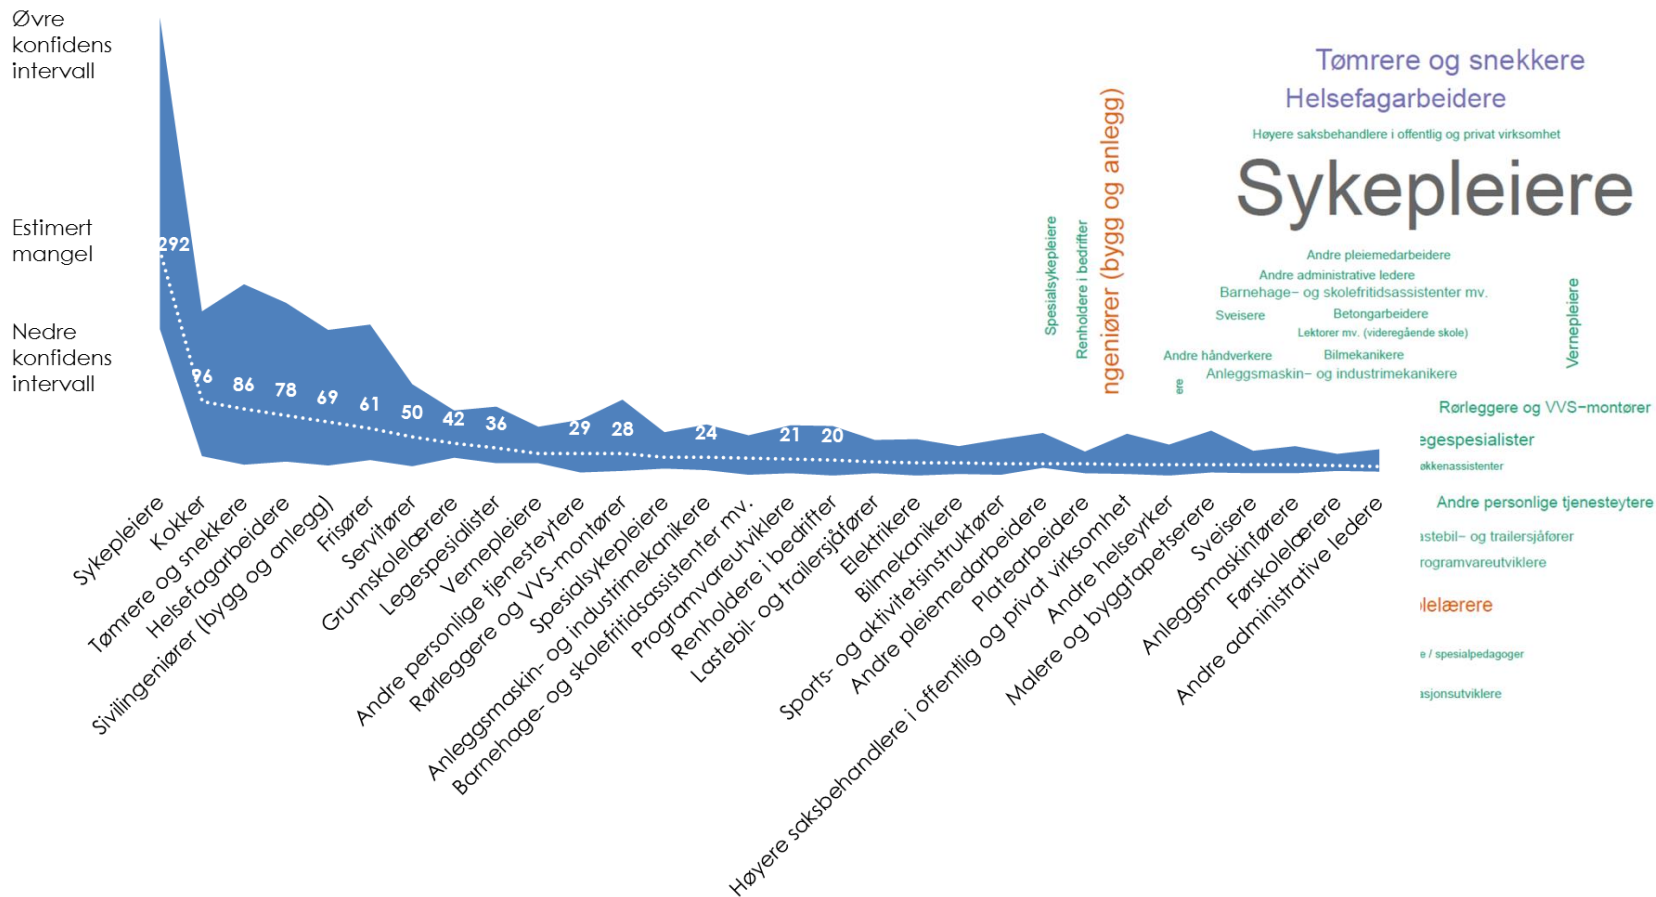 Øvre
konfidens
intervall
Estimert
mangel
Nedre
konfidens
intervall
292
96
86
78
69
61
50
42
36
29
28
24
21
20
Sykepleiere
Kokker
Tømrere og snekkere
Helsefagarbeidere
Sivilingeniører (bygg og anlegg)
Frisører
Servitører
Grunnskolelærere
Legespesialister
Vernepleiere
Andre personlige tjenesteytere
Rørleggere og VVS-montører
Spesialsykepleiere
Anleggsmaskin- og industrimekanikere
Barnehage- og skolefritidsassistenter mv.
Programvareutviklere
Renholdere i bedrifter
Lastebil- og trailersjåfører
Elektrikere
Bilmekanikere
Sports- og aktivitetsinstruktører
Andre pleiemedarbeidere
Platearbeidere
Høyere saksbehandlere i offentlig og privat virksomhet
Andre helseyrker
Malere og byggtapetserere
Sveisere
Anleggsmaskinførere
Førskolelærere
Andre administrative ledere
Tømrere og snekkere
Helsefagarbeidere
Høyere saksbehandlere i offentlig og privat virksomhet
Sykepleiere
Spesialsykepleiere
Renholdere i bedrifter
ngeniører (bygg og anlegg)
Andre pleiemedarbeidere
Andre administrative ledere
Barnehage− og skolefritidsassistenter mv.
Sveisere
Betongarbeidere
Lektorer mv. (videregående skole)
Andre håndverkere
Bilmekanikere
Anleggsmaskin− og industrimekanikere
ere
Vernepleiere
Rørleggere og VVS−montører
egespesialister
økkenassistenter
Andre personlige tjenesteytere
astebil− og trailersjåfører
rogramvareutviklere
lelærere
e / spesialpedagoger
asjonsutviklere